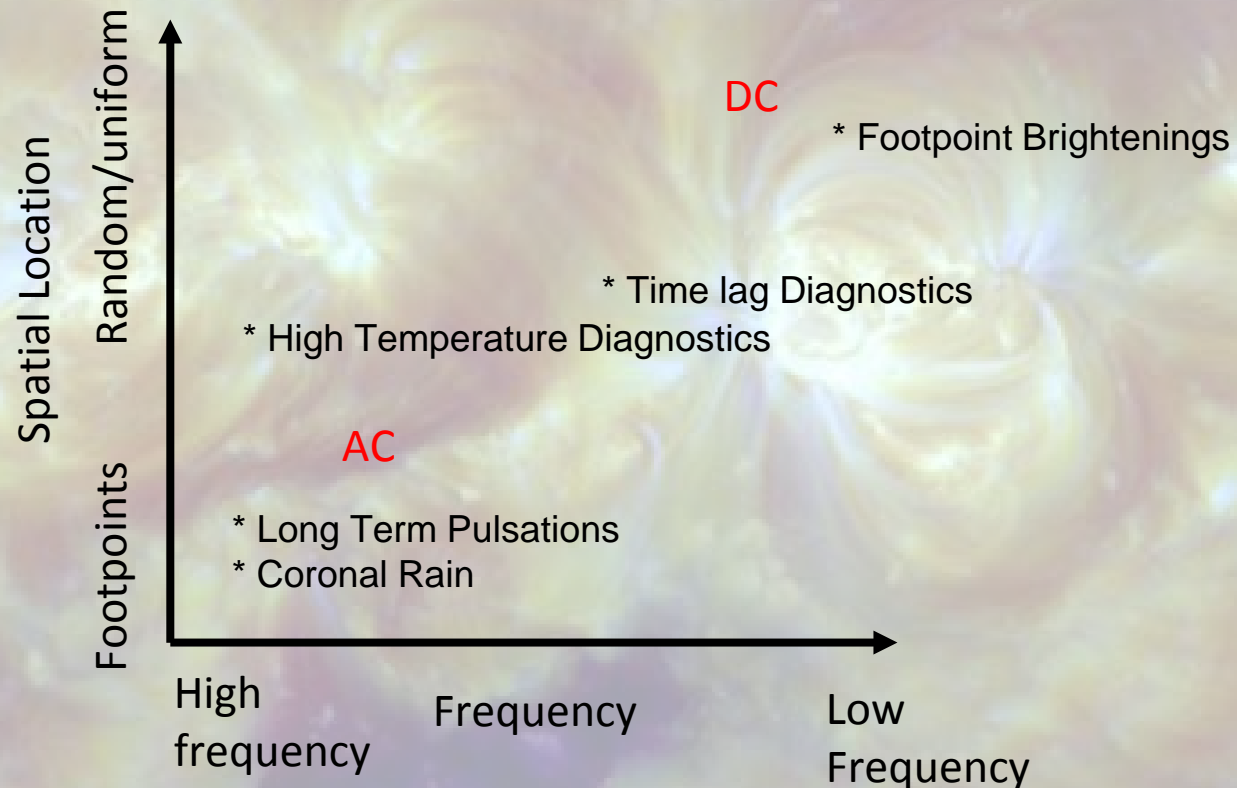 Spatial Location
Random/uniform
Footpoints
DC
* Footpoint Brightenings
* Time lag Diagnostics
* High Temperature Diagnostics
AC
* Long Term Pulsations
* Coronal Rain
High
frequency
Frequency
Low
Frequency